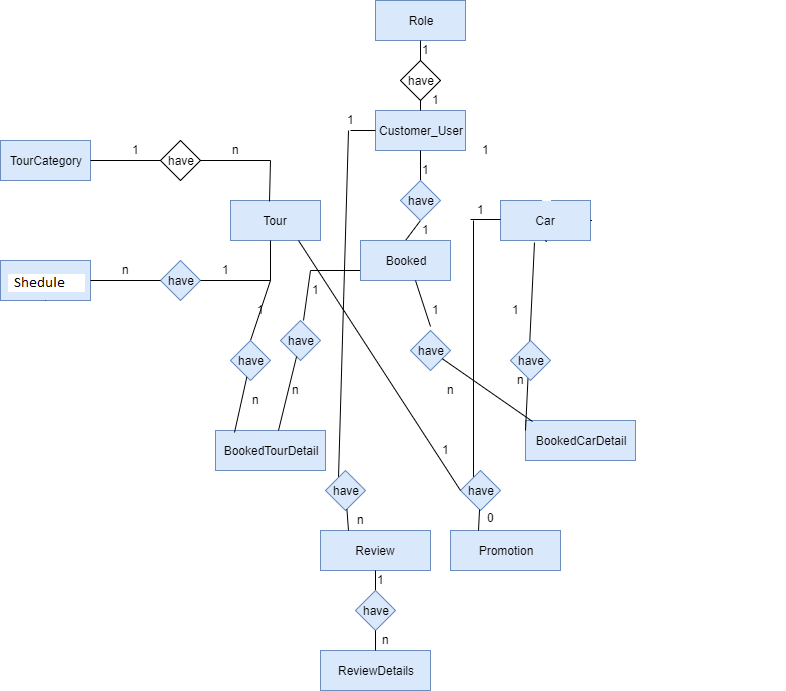 Role
1
have
1
1
Customer_User
1
TourCategory
1
have
n
1
have
1
Tour
1
Car
Booked
Shedule
n
have
1
1
1
have
have
1
have
1
have
n
n
n
n
BookedTourDetail
BookedCarDetail
1
have
have
n
0
Review
Promotion
1
have
n
ReviewDetails